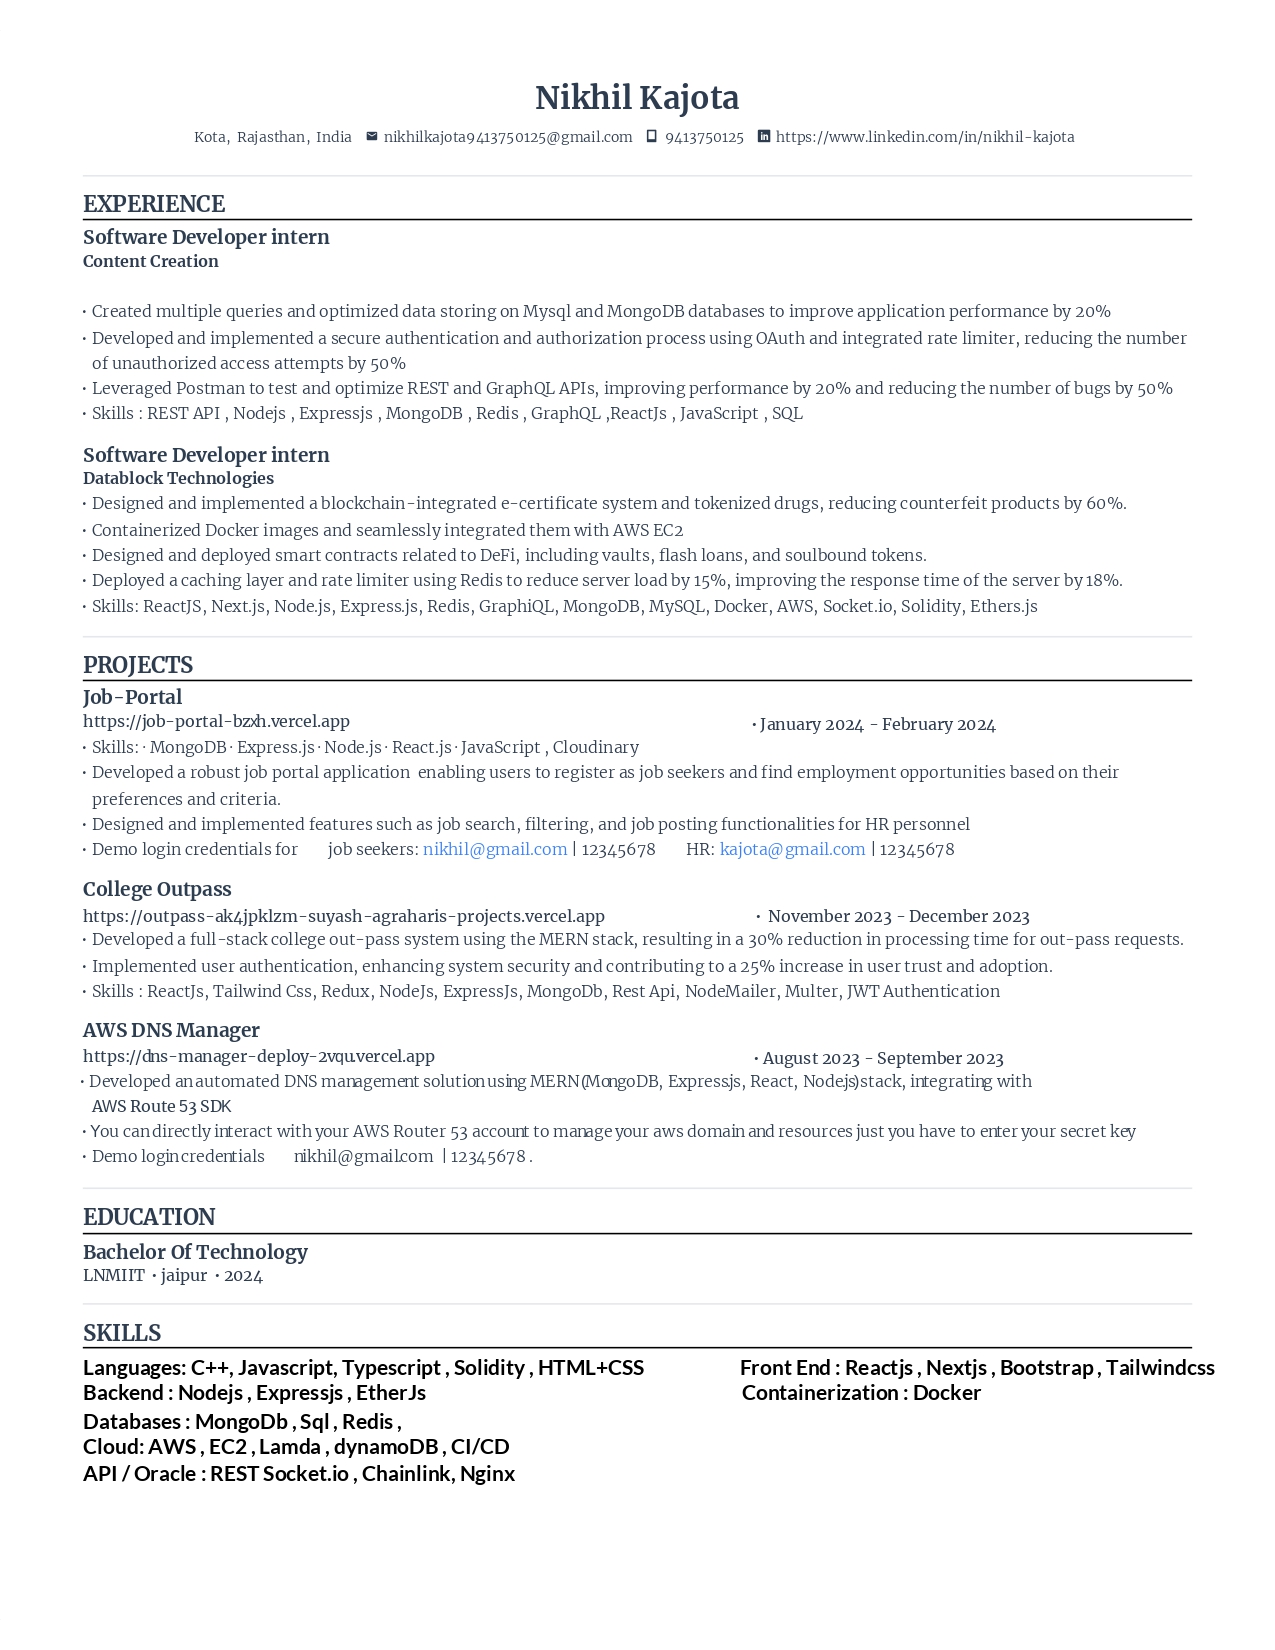 Nikhil Kajota
Kota, Rajasthan, India nikhilkajota9413750125@gmail.com 9413750125 https://www.linkedin.com/in/nikhil-kajota
EXPERIENCE
Software Developer intern
Content Creation
• Created multiple queries and optimized data storing on Mysql and MongoDB databases to improve application performance by 20%
• Developed and implemented a secure authentication and authorization process using OAuth and integrated rate limiter, reducing the number
of unauthorized access attempts by 50%
• Leveraged Postman to test and optimize REST and GraphQL APIs, improving performance by 20% and reducing the number of bugs by 50%
• Skills : REST API , Nodejs , Expressjs , MongoDB , Redis , GraphQL ,ReactJs , JavaScript , SQL
Software Developer intern
Datablock Technologies
• Designed and implemented a blockchain-integrated e-certificate system and tokenized drugs, reducing counterfeit products by 60%.
• Containerized Docker images and seamlessly integrated them with AWS EC2
• Designed and deployed smart contracts related to DeFi, including vaults, flash loans, and soulbound tokens.
• Deployed a caching layer and rate limiter using Redis to reduce server load by 15%, improving the response time of the server by 18%.
• Skills: ReactJS, Next.js, Node.js, Express.js, Redis, GraphiQL, MongoDB, MySQL, Docker, AWS, Socket.io, Solidity, Ethers.js
PROJECTS
Job-Portal
https://job-portal-bzxh.vercel.app • January 2024 - February 2024
• Skills: · MongoDB · Express.js · Node.js · React.js · JavaScript , Cloudinary
• Developed a robust job portal application enabling users to register as job seekers and find employment opportunities based on their
preferences and criteria.
• Designed and implemented features such as job search, filtering, and job posting functionalities for HR personnel
• Demo login credentials for job seekers: nikhil@gmail.com | 12345678 HR: kajota@gmail.com | 12345678
College Outpass
https://outpass-ak4jpklzm-suyash-agraharis-projects.vercel.app • November 2023 - December 2023
• Developed a full-stack college out-pass system using the MERN stack, resulting in a 30% reduction in processing time for out-pass requests.
• Implemented user authentication, enhancing system security and contributing to a 25% increase in user trust and adoption.
• Skills : ReactJs, Tailwind Css, Redux, NodeJs, ExpressJs, MongoDb, Rest Api, NodeMailer, Multer, JWT Authentication
AWS DNS Manager
https://dns-manager-deploy-2vqu.vercel.app • August 2023 - September 2023
• Developed an automated DNS management solution using MERN (MongoDB, Express.js, React, Node.js) stack, integrating with
AWS Route 53 SDK
• You can directly interact with your AWS Router 53 account to manage your aws domain and resources just you have to enter your secret key
• Demo login credentials nikhil@gmail.com | 12345678 .
EDUCATION
Bachelor Of Technology
LNMIIT • jaipur • 2024
SKILLS
Languages: C++, Javascript, Typescript , Solidity , HTML+CSS Front End : Reactjs , Nextjs , Bootstrap , Tailwindcss
Backend : Nodejs , Expressjs , EtherJs Containerization : Docker
Databases : MongoDb , Sql , Redis ,
Cloud: AWS , EC2 , Lamda , dynamoDB , CI/CD
API / Oracle : REST Socket.io , Chainlink, Nginx